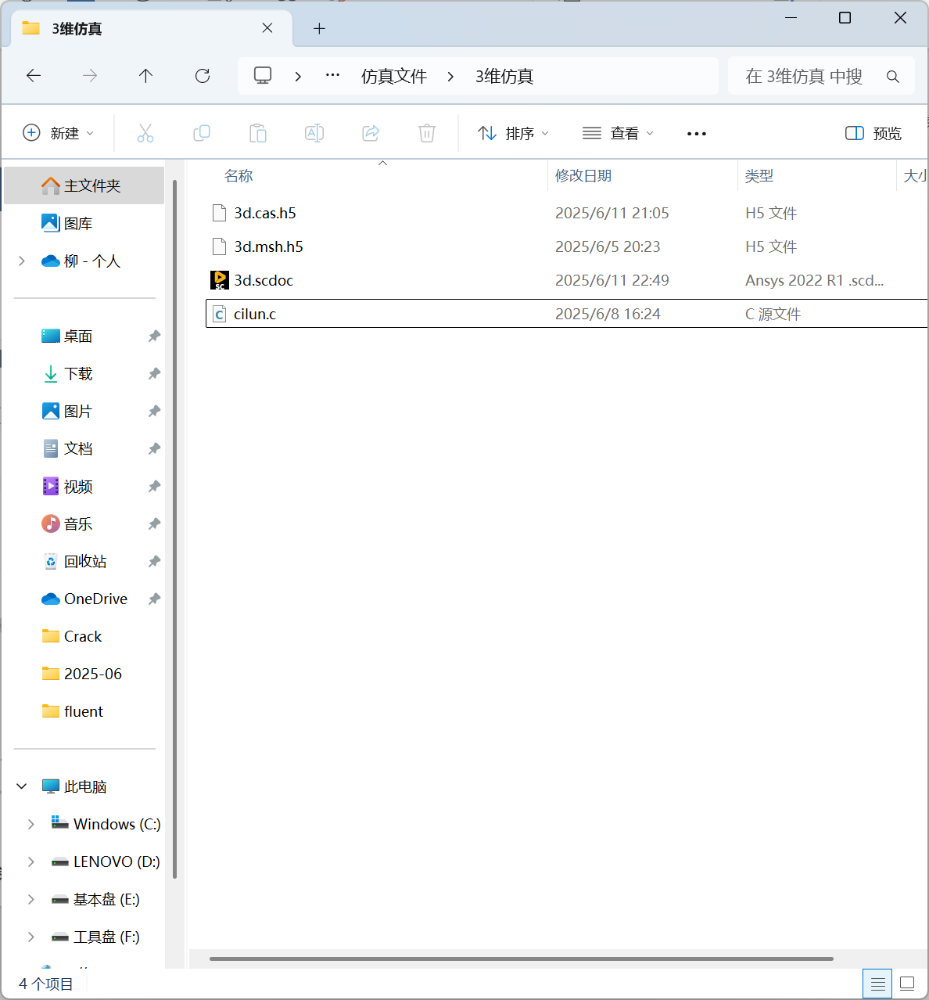 3维仿真
仿真文件 3维仿真 在 3维仿真 中搜
新建 排序 查看 预览
名称 修改日期 类型 大小
3d.cas.h5 2025/6/11 21:05 H5 文件
3d.msh.h5 2025/6/5 20:23 H5 文件
3d.scdoc 2025/6/11 22:49 Ansys 2022 R1 .scd...
cilun.c 2025/6/8 16:24 C 源文件
主文件夹
图库
柳 - 个人
桌面
下载
图片
文档
视频
音乐
回收站
OneDrive
Crack
2025-06
fluent
此电脑
Windows (C:)
LENOVO (D:)
基本盘 (E:)
工具盘 (F:)
4 个项目